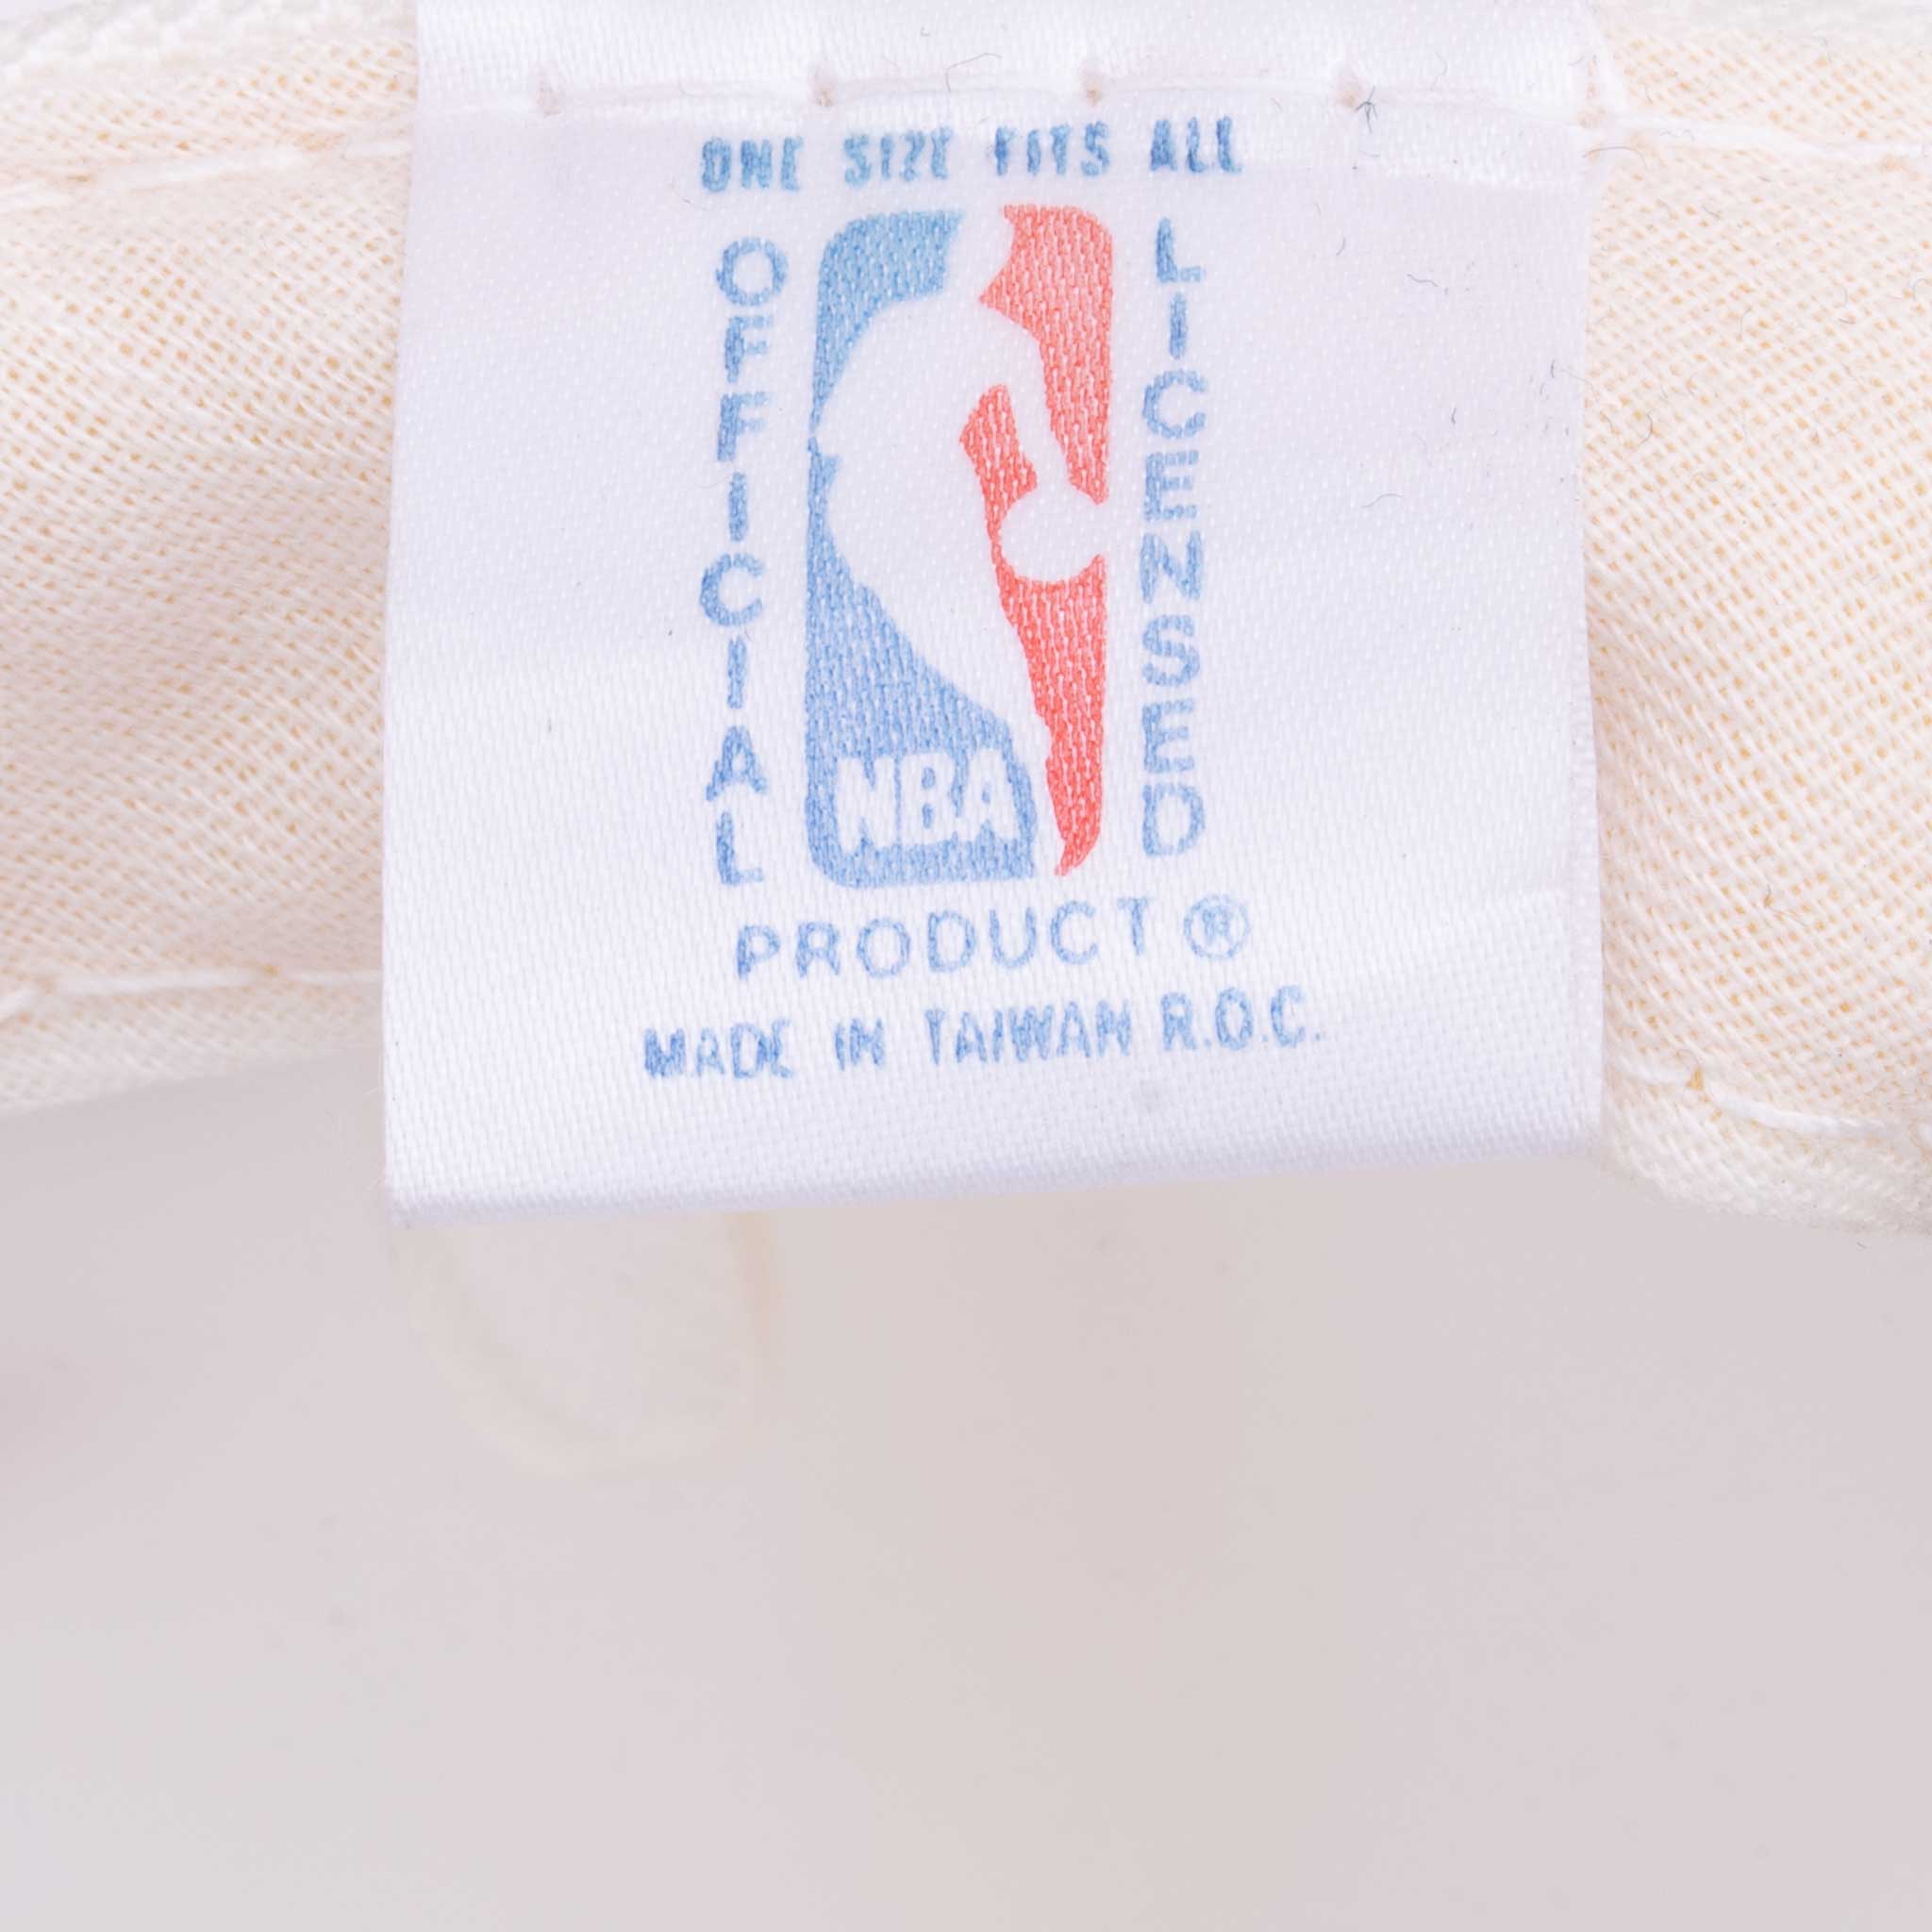 ONE SIZE FITS ALL
OFFICIAL
NBA
LICENSED
PRODUCT ®
MADE IN TAIWAN R.O.C.